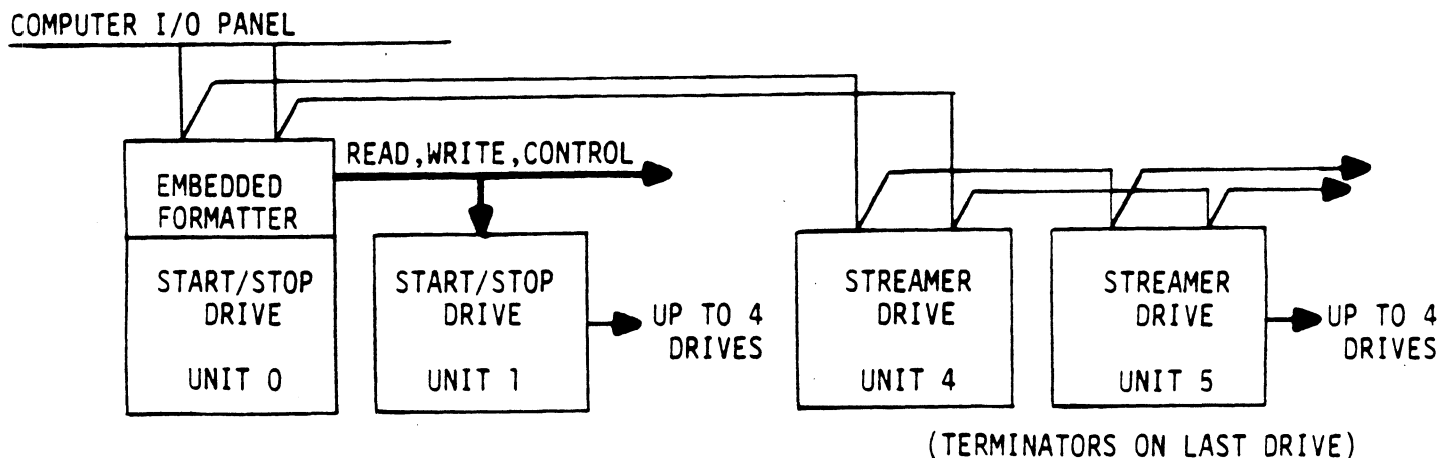 COMPUTER I/O PANEL
READ,WRITE,CONTROL
EMBEDDED
FORMATTER
START/STOP
DRIVE
UNIT 0
START/STOP
DRIVE
UNIT 1
UP TO 4
DRIVES
STREAMER
DRIVE
UNIT 4
STREAMER
DRIVE
UNIT 5
UP TO 4
DRIVES
(TERMINATORS ON LAST DRIVE)